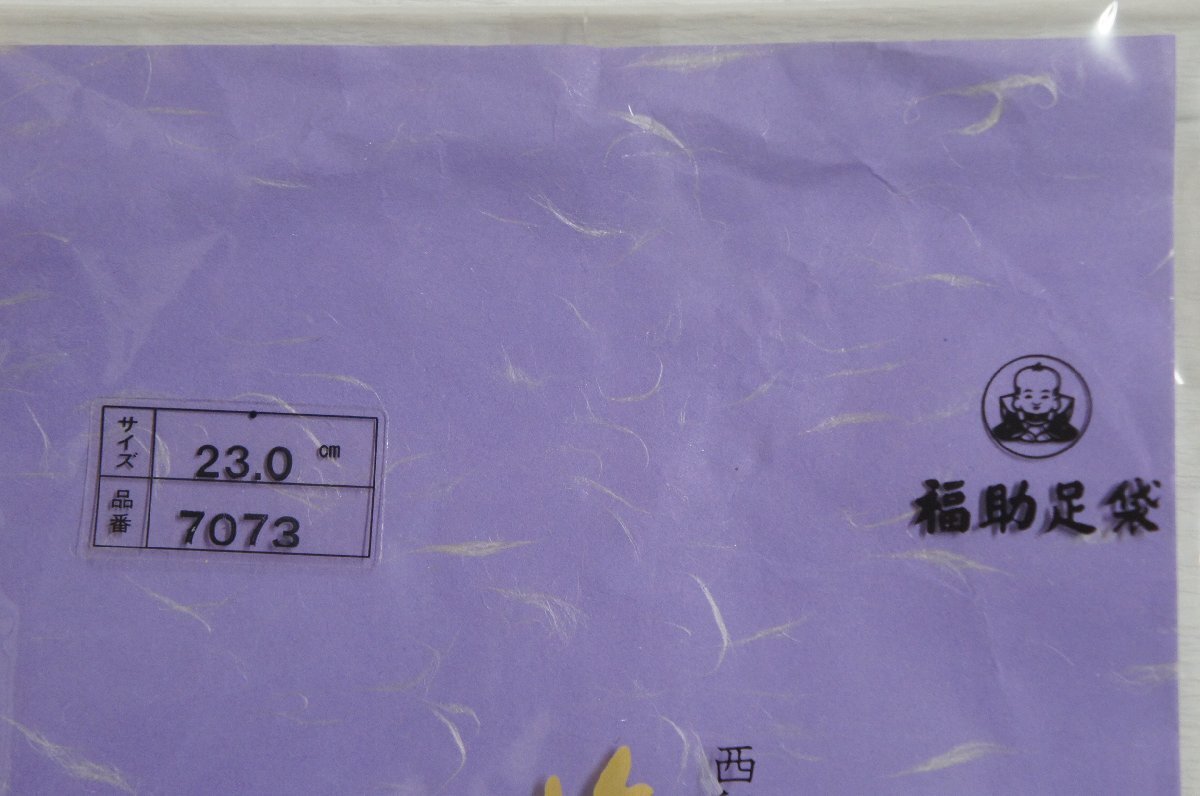 サイズ 23.0 cm
品番 7073
福助足袋
西